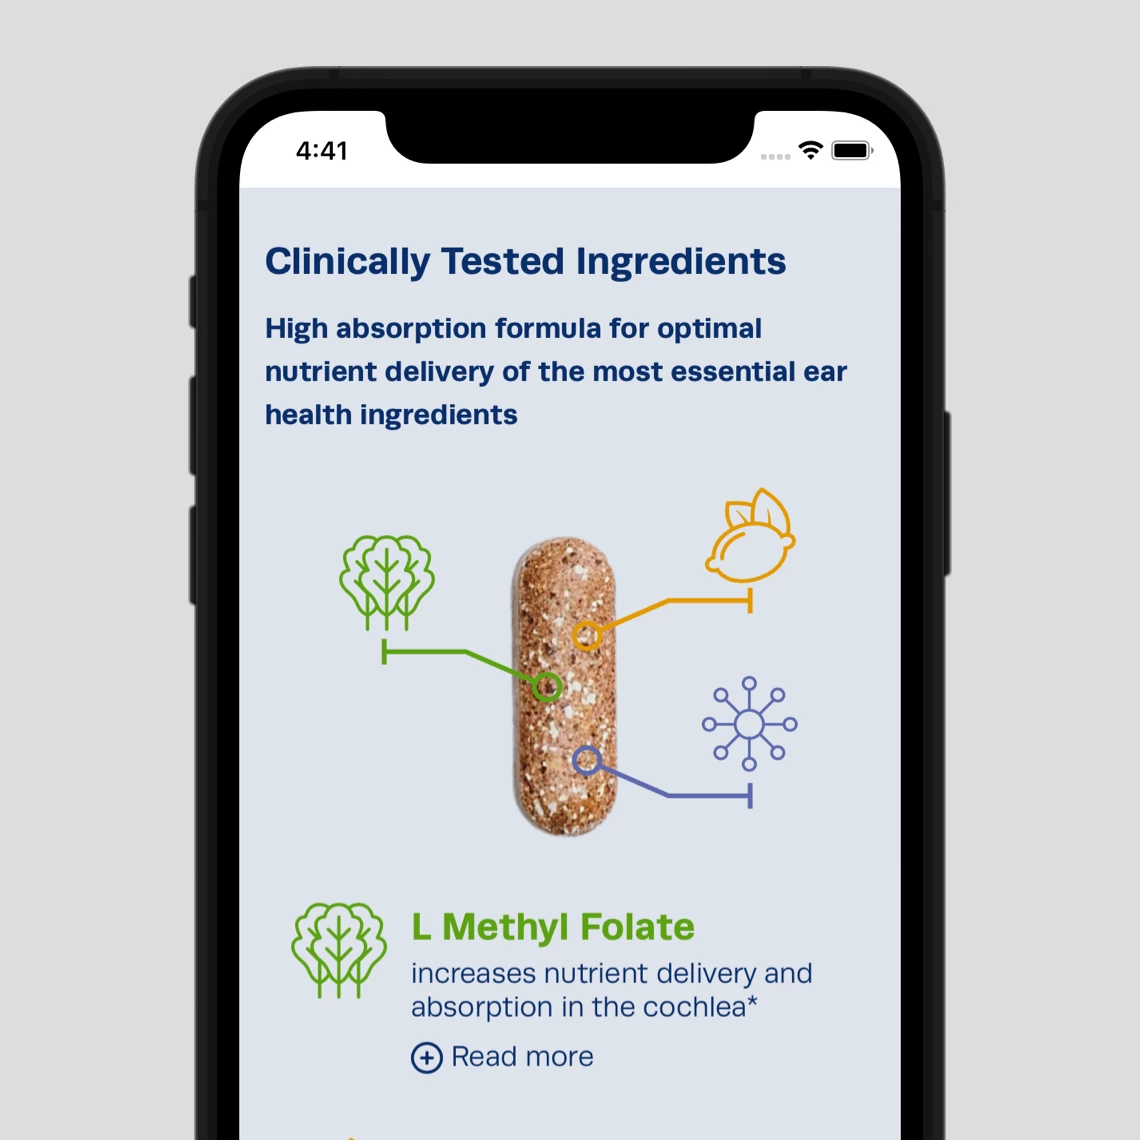 4:41
Clinically Tested Ingredients
High absorption formula for optimal
nutrient delivery of the most essential ear
health ingredients
L Methyl Folate
increases nutrient delivery and
absorption in the cochlea*
Read more